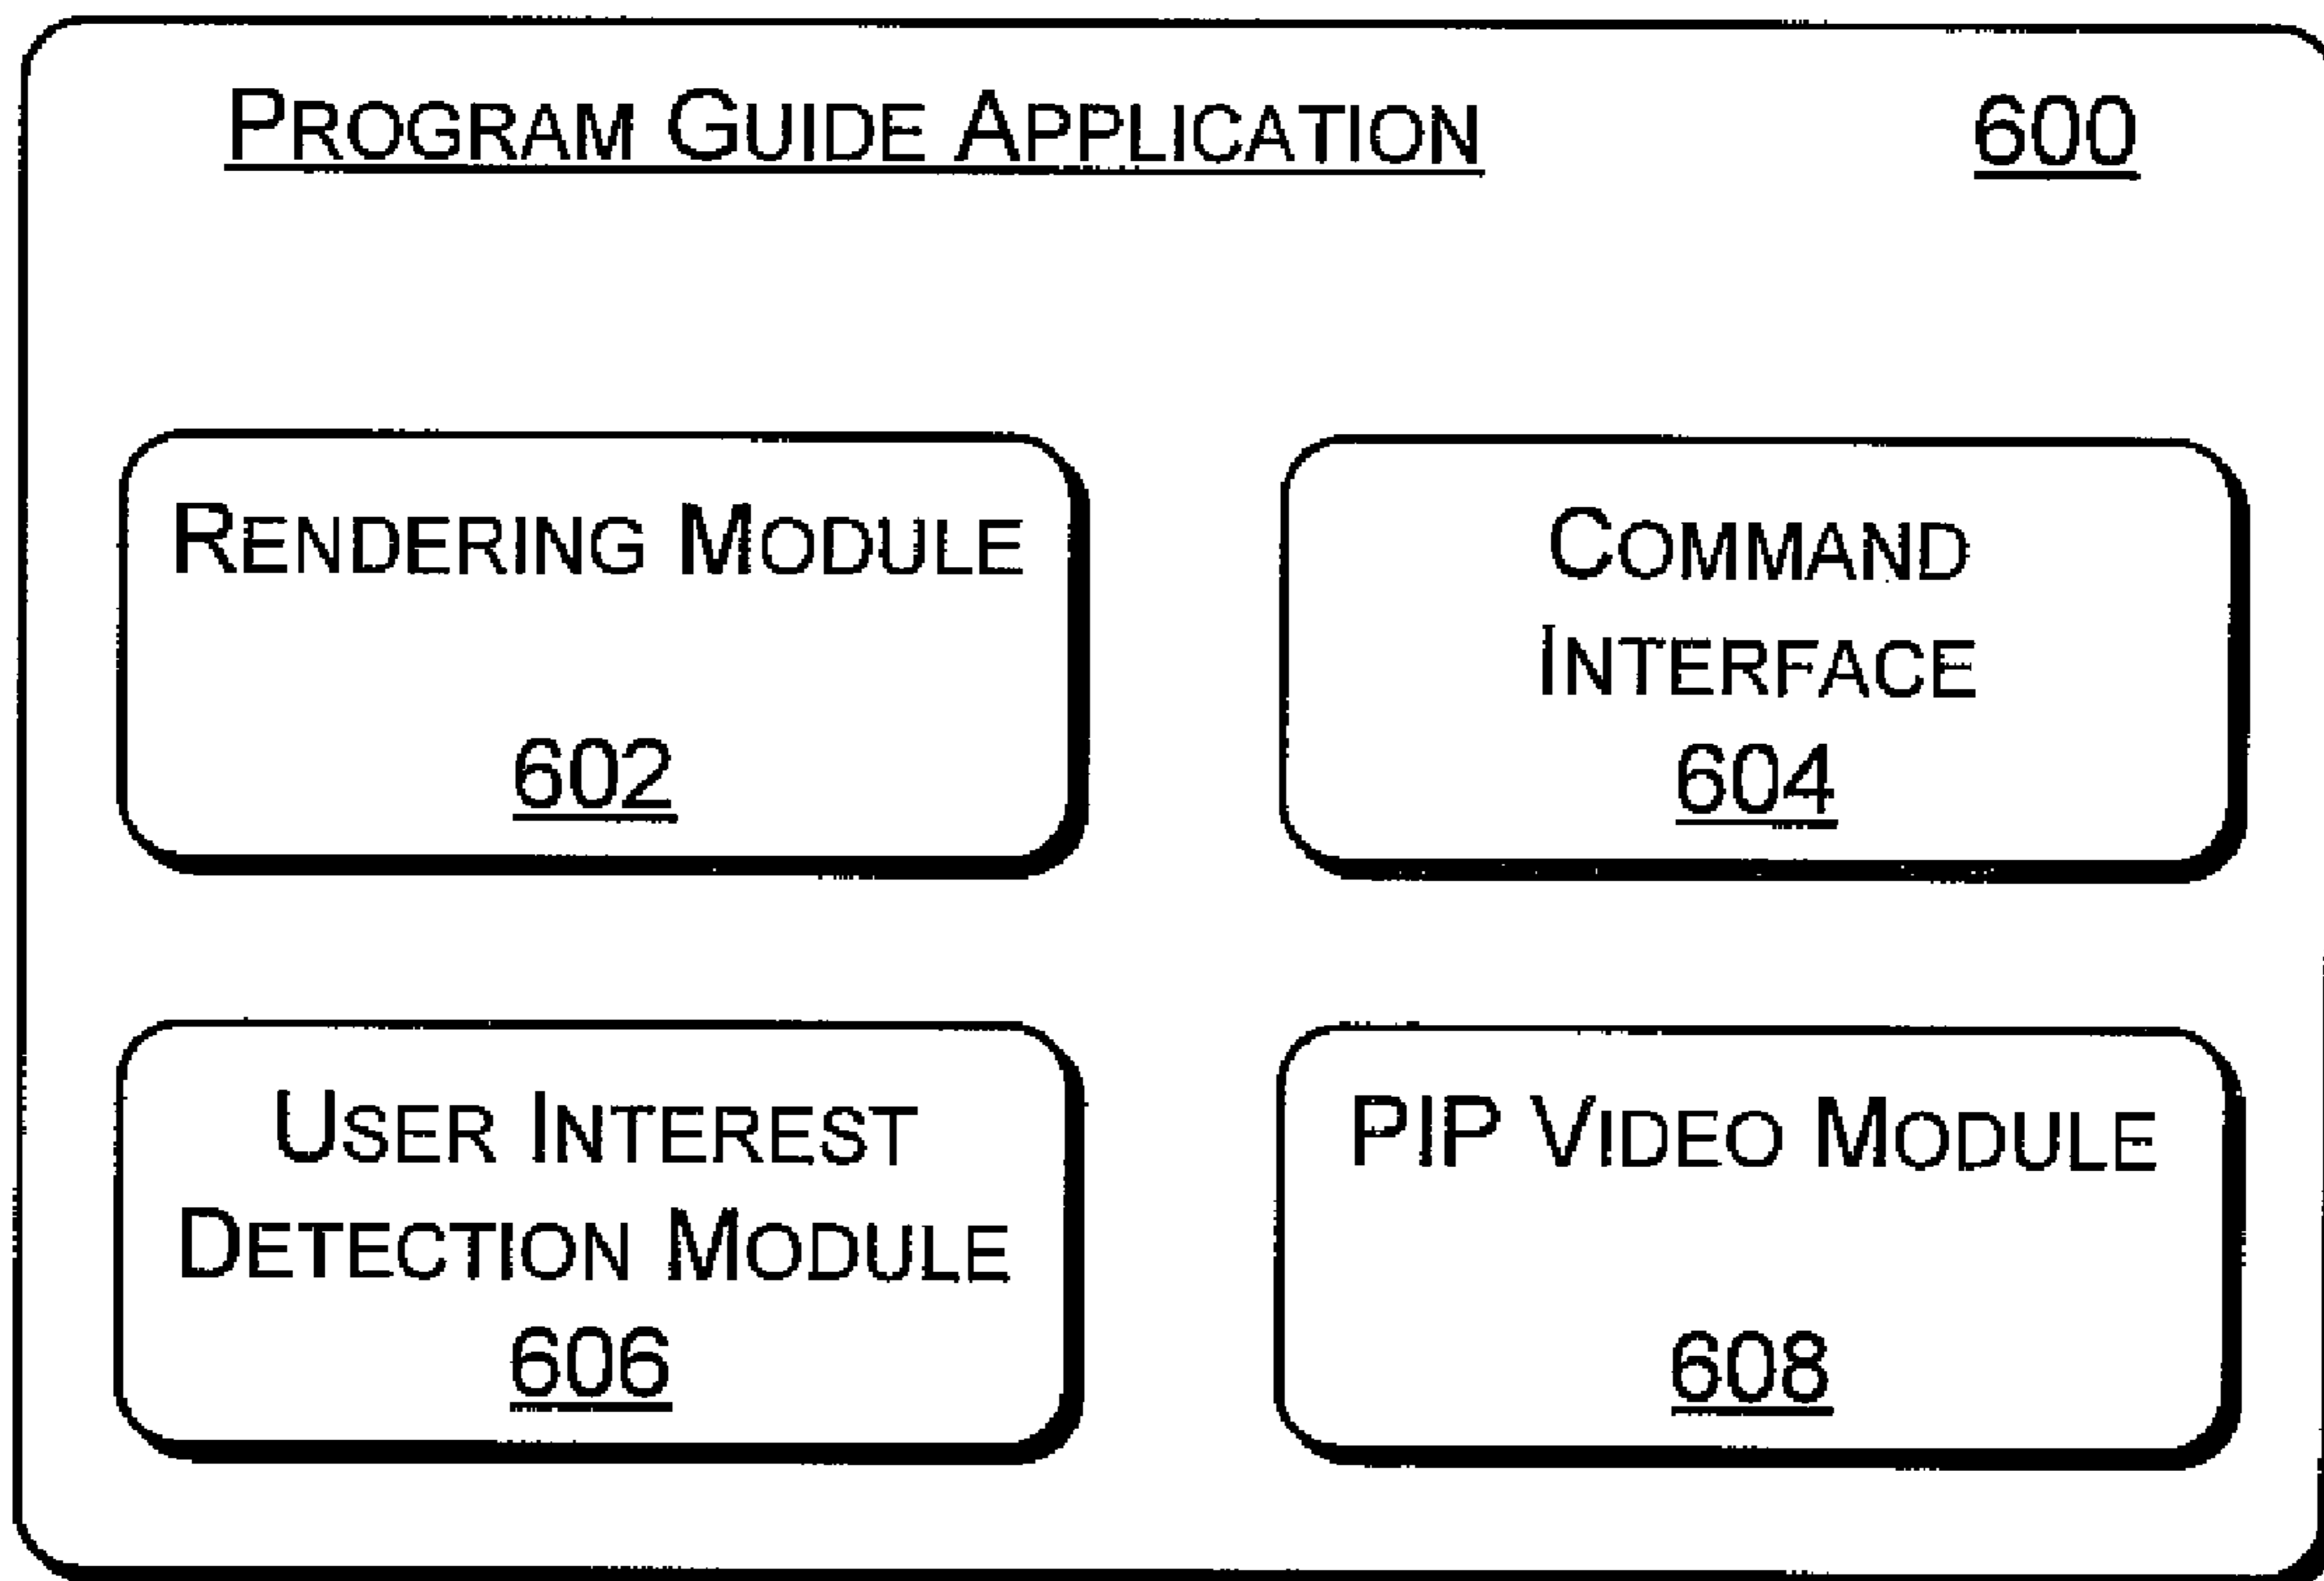 PROGRAM GUIDE APPLICATION 600
RENDERING MODULE
602
COMMAND
INTERFACE
604
USER INTEREST
DETECTION MODULE
606
PIP VIDEO MODULE
608